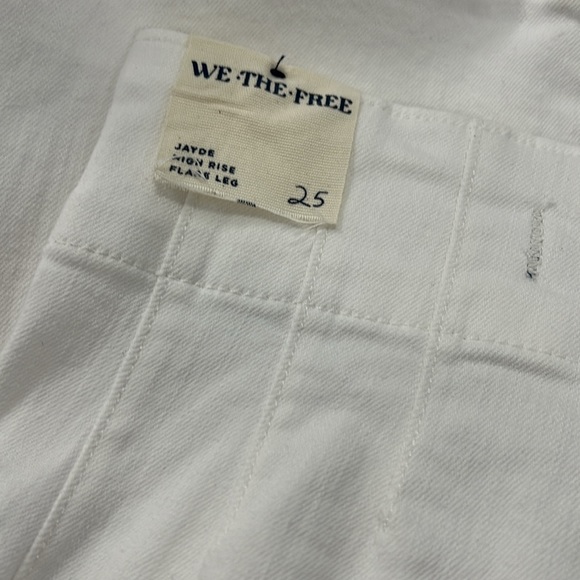 WE·THE·FREE
JAYDE
HIGH RISE
FLARE LEG
25